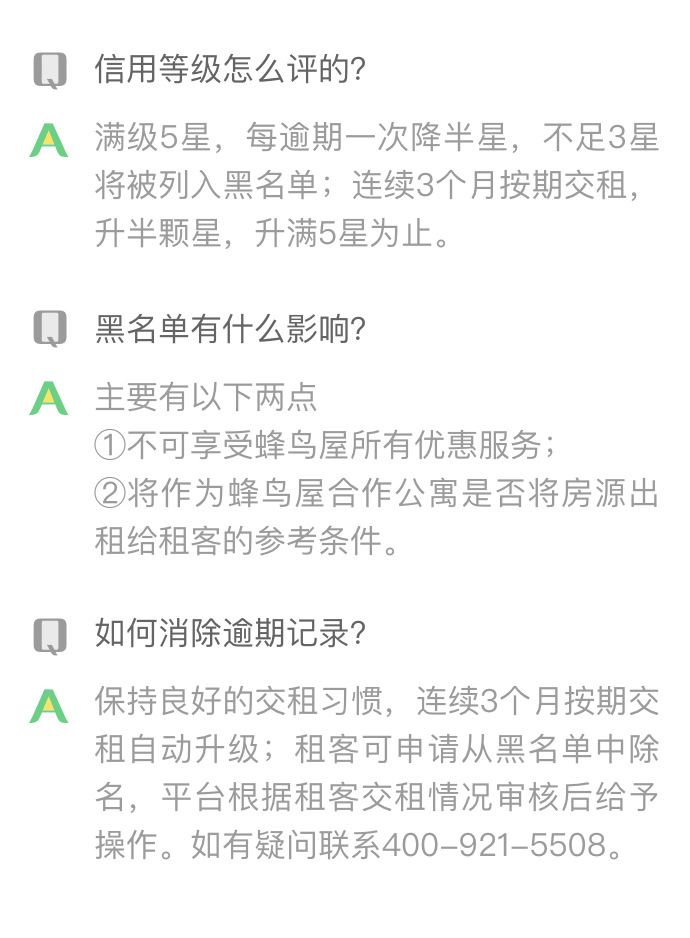 Q 信用等级怎么评的？
A 满级5星，每逾期一次降半星，不足3星
将被列入黑名单；连续3个月按期交租，
升半颗星，升满5星为止。
Q 黑名单有什么影响？
A 主要有以下两点
①不可享受蜂鸟屋所有优惠服务；
②将作为蜂鸟屋合作公寓是否将房源出
租给租客的参考条件。
Q 如何消除逾期记录？
A 保持良好的交租习惯，连续3个月按期交
租自动升级；租客可申请从黑名单中除
名，平台根据租客交租情况审核后给予
操作。如有疑问联系400–921–5508。